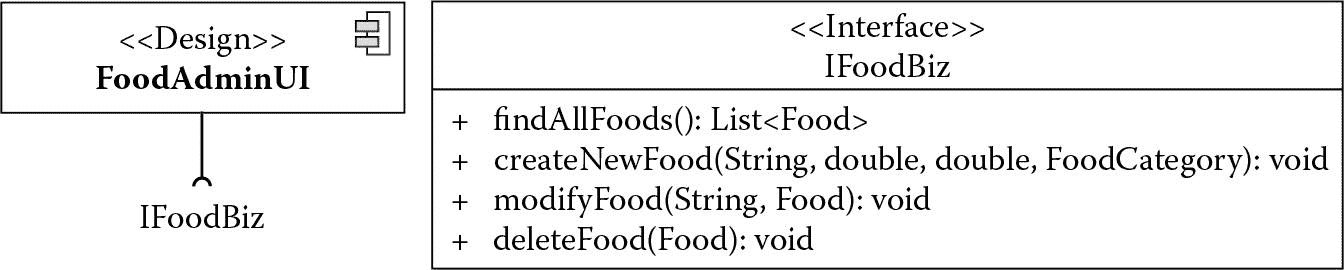 <<Design>>
FoodAdminUI
IFoodBiz
<<Interface>>
IFoodBiz
+ findAllFoods(): List<Food>
+ createNewFood(String, double, double, FoodCategory): void
+ modifyFood(String, Food): void
+ deleteFood(Food): void